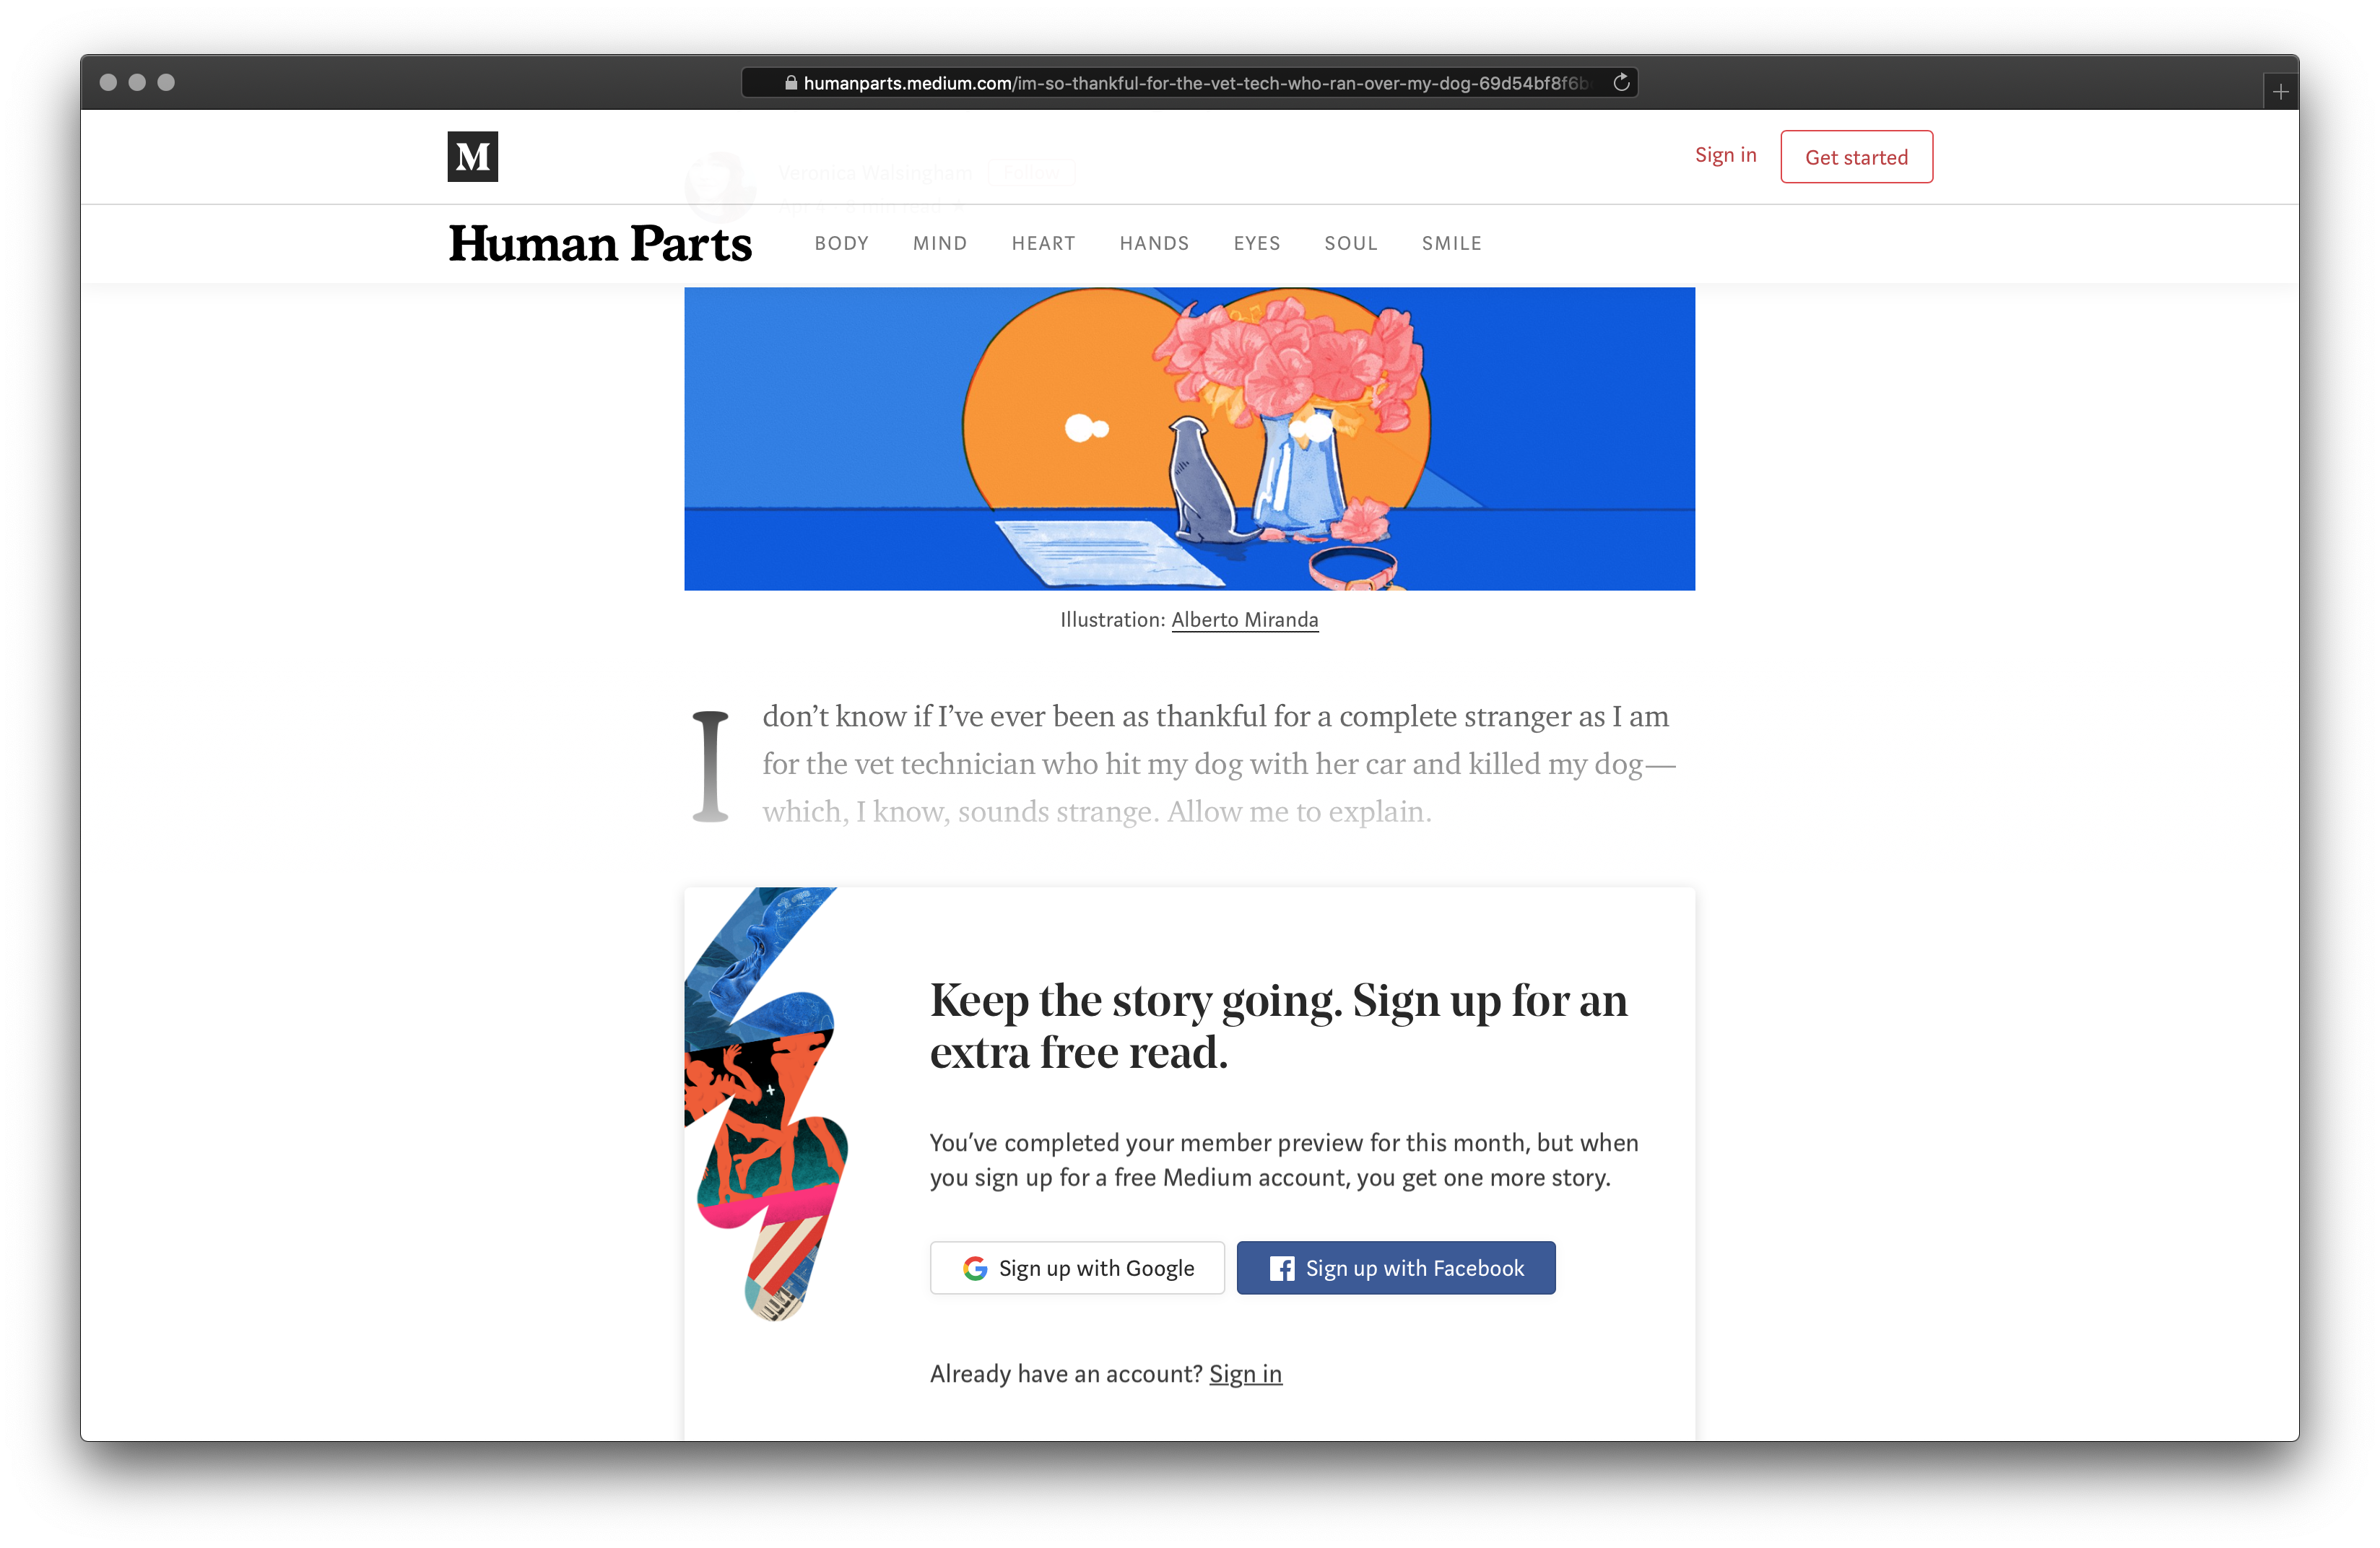 humanparts.medium.com/im-so-thankful-for-the-vet-tech-who-ran-over-my-dog-69d54bf8f6b
M
Veronica Walsingham Follow
Sign in
Get started
Human Parts
BODY MIND HEART HANDS EYES SOUL SMILE
Illustration: Alberto Miranda
I don’t know if I’ve ever been as thankful for a complete stranger as I am
for the vet technician who hit my dog with her car and killed my dog—
which, I know, sounds strange. Allow me to explain.
Keep the story going. Sign up for an
extra free read.
You’ve completed your member preview for this month, but when
you sign up for a free Medium account, you get one more story.
Sign up with Google
Sign up with Facebook
Already have an account? Sign in